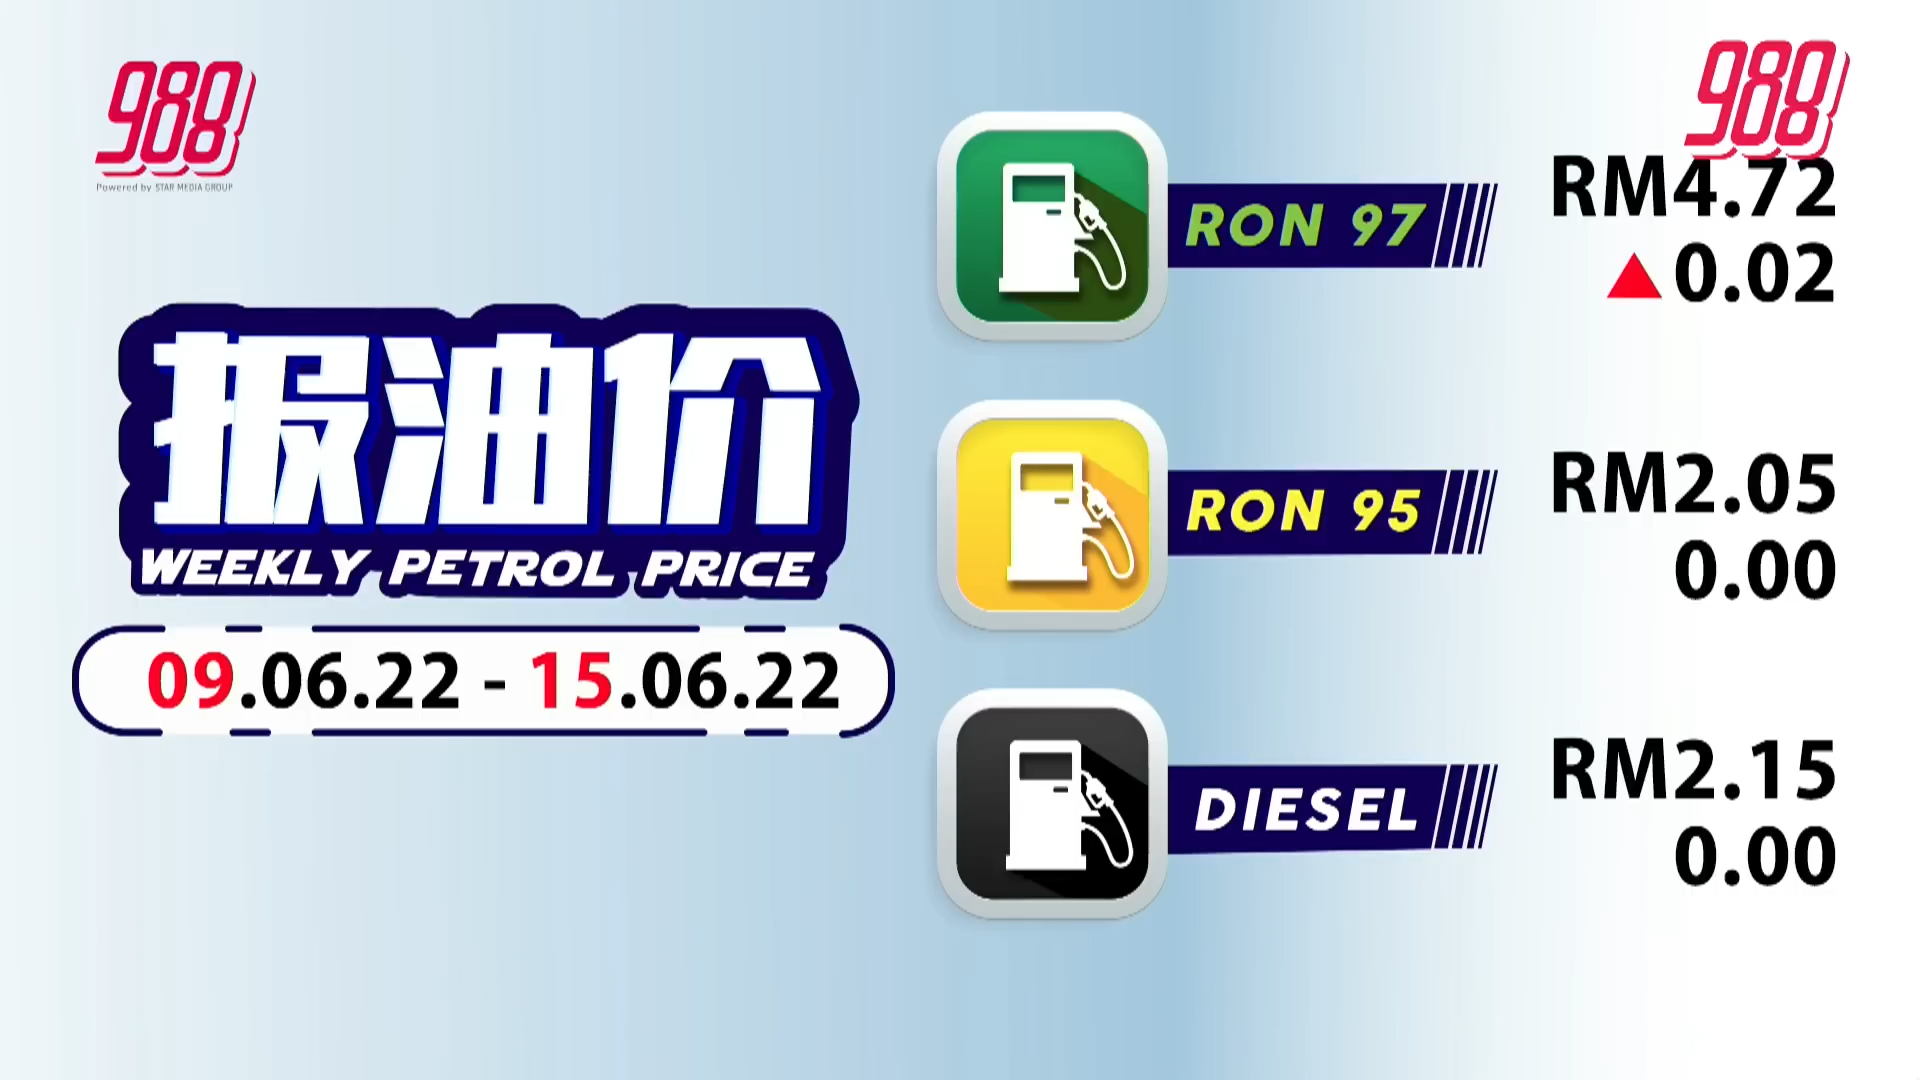 988
Powered by STAR MEDIA GROUP
988
报油价
WEEKLY PETROL PRICE
09.06.22 - 15.06.22
RON 97
RM4.72
▲0.02
RON 95
RM2.05
0.00
DIESEL
RM2.15
0.00